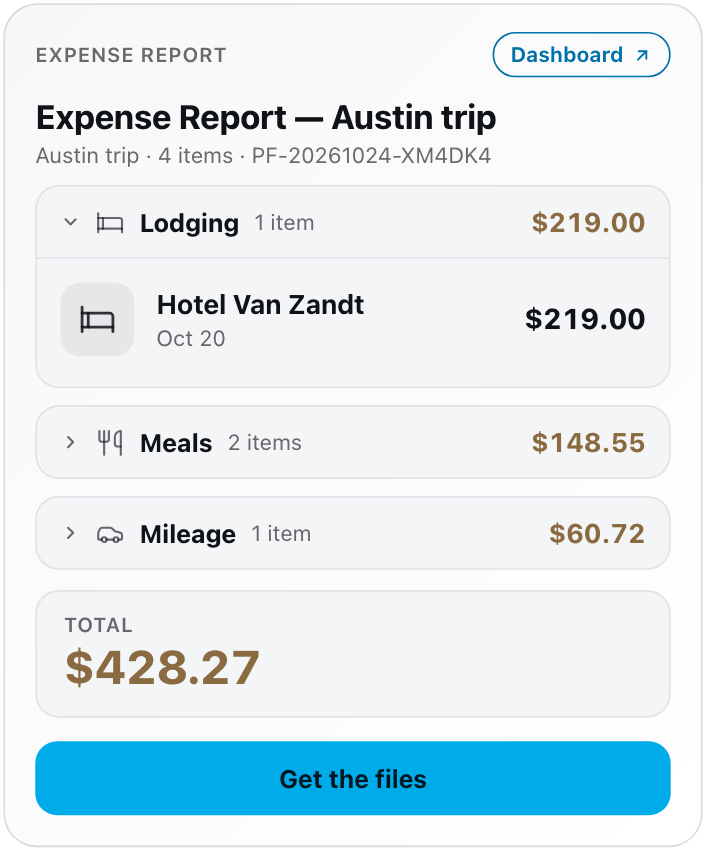 EXPENSE REPORT
Dashboard ↗
Expense Report — Austin trip
Austin trip · 4 items · PF-20261024-XM4DK4
Lodging 1 item $219.00
Hotel Van Zandt
Oct 20
$219.00
Meals 2 items $148.55
Mileage 1 item $60.72
TOTAL
$428.27
Get the files